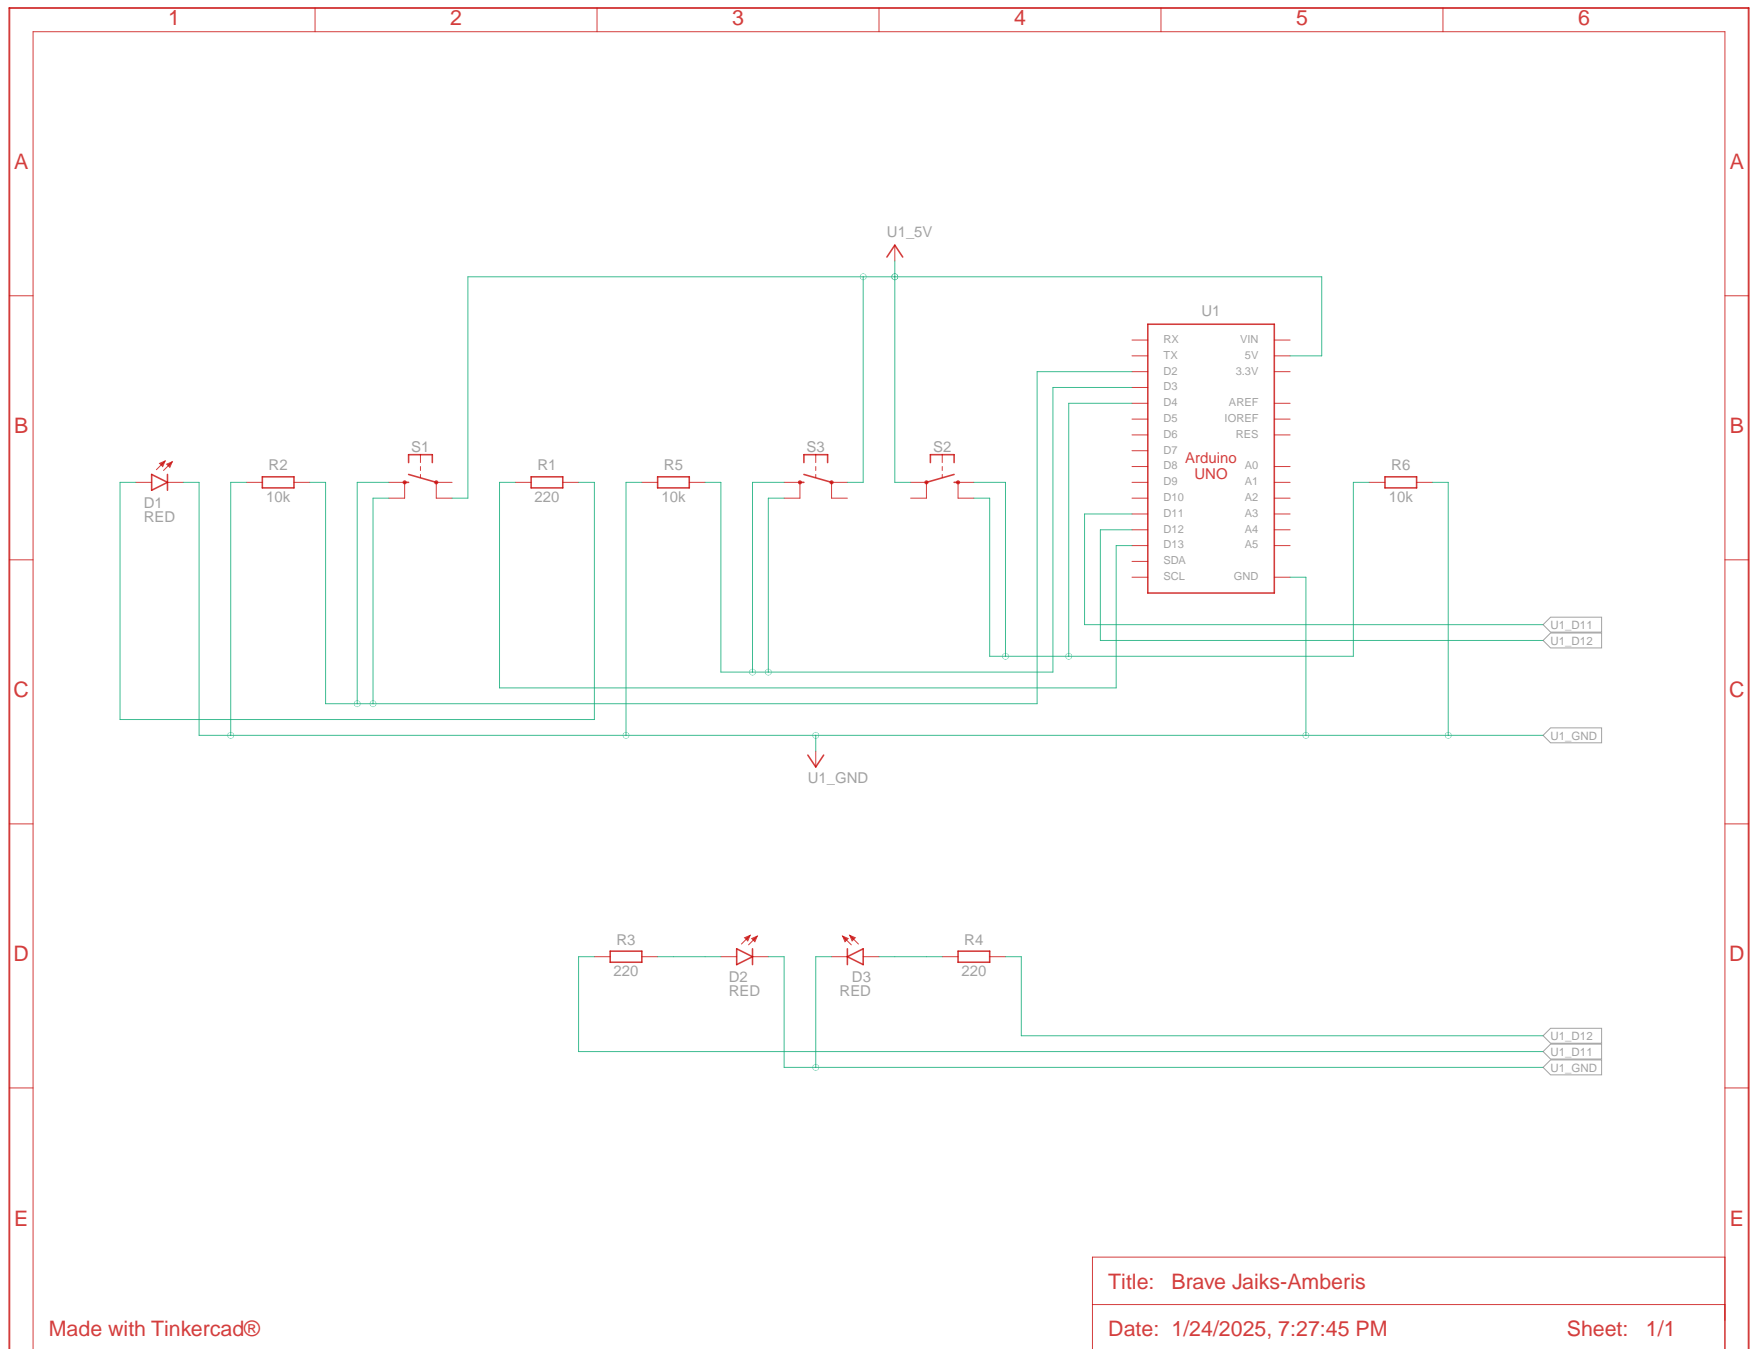 1 2 3 4 5 6
A A
U1_5V
U1
RX VIN
TX 5V
D2 3.3V
D3
D4 AREF
D5 IOREF
D6 RES
D7
D8 A0
D9 A1
D10 A2
D11 A3
D12 A4
D13 A5
SDA
SCL GND
Arduino
UNO
B B
S1 S3 S2
R2 R1 R5 R6
10k 220 10k 10k
D1
RED
U1_D11
U1_D12
C C
U1_GND
U1_GND
D D
R3 R4
220 D2 D3 220
RED RED
U1_D12
U1_D11
U1_GND
E E
Title: Brave Jaiks-Amberis
Made with Tinkercad®
Date: 1/24/2025, 7:27:45 PM Sheet: 1/1